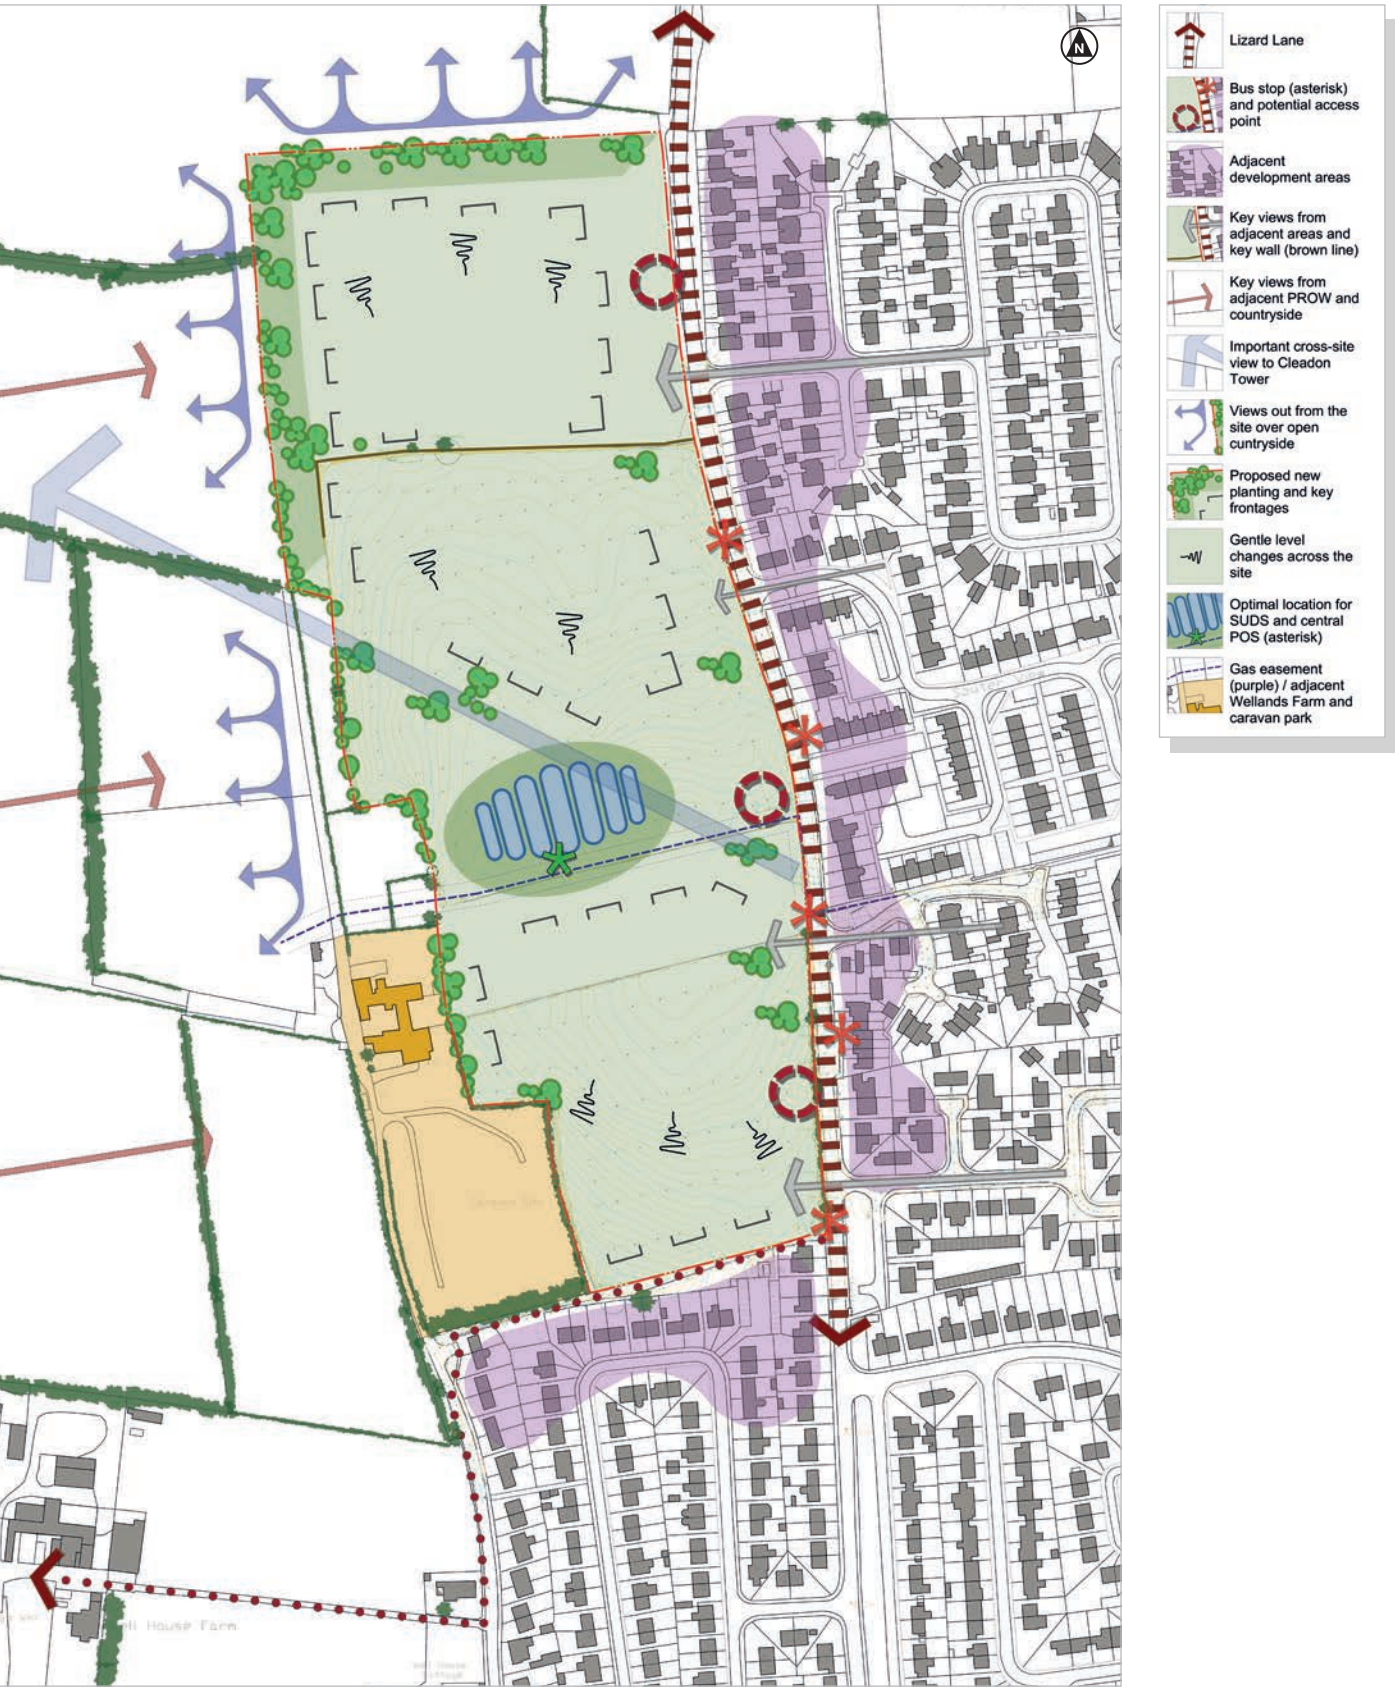 N
Lizard Lane
Bus stop (asterisk)
and potential access
point
Adjacent
development areas
Key views from
adjacent areas and
key wall (brown line)
Key views from
adjacent PROW and
countryside
Important cross-site
view to Cleadon
Tower
Views out from the
site over open
cuntryside
Proposed new
planting and key
frontages
Gentle level
changes across the
site
Optimal location for
SUDS and central
POS (asterisk)
Gas easement
(purple) / adjacent
Wellands Farm and
caravan park
House Farm